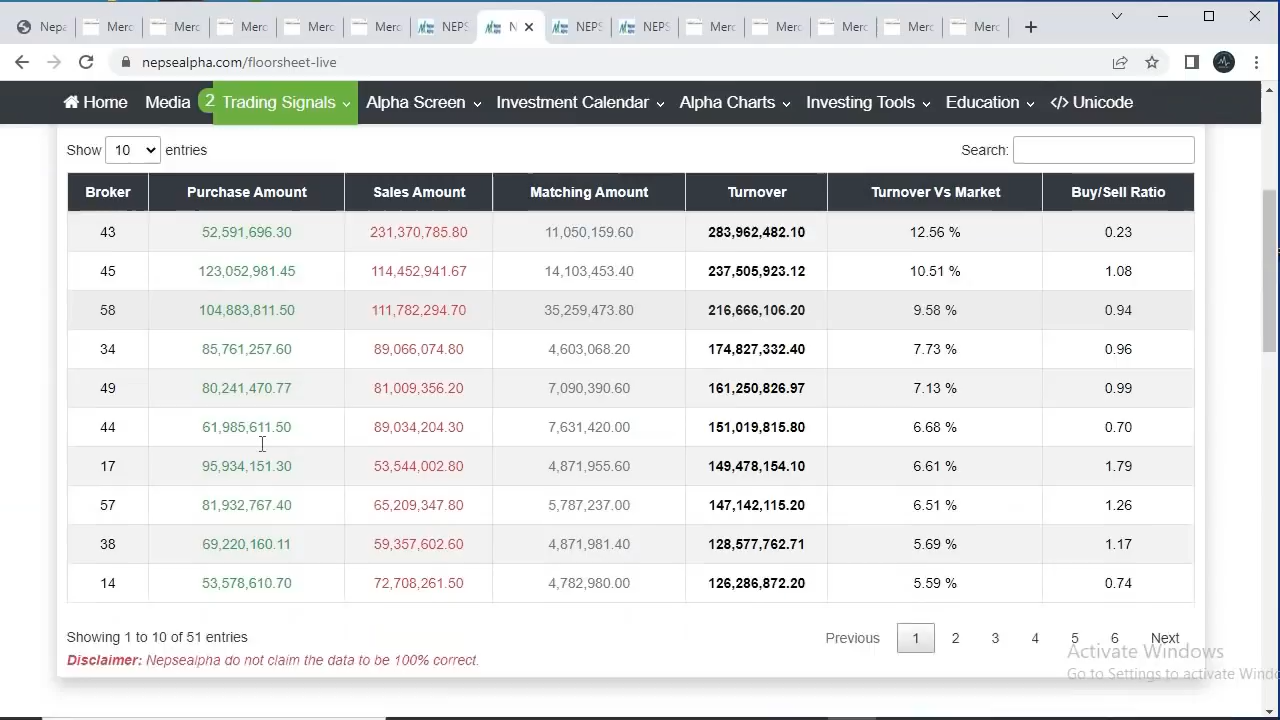 Nepa Merc Merc Merc Merc Merc NEPS N NEPS NEPS Merc Merc Merc Merc Merc
nepsealpha.com/floorsheet-live
Home Media 2 Trading Signals Alpha Screen Investment Calendar Alpha Charts Investing Tools Education </> Unicode
Show 10 entries Search:
Broker Purchase Amount Sales Amount Matching Amount Turnover Turnover Vs Market Buy/Sell Ratio
43 52,591,696.30 231,370,785.80 11,050,159.60 283,962,482.10 12.56 % 0.23
45 123,052,981.45 114,452,941.67 14,103,453.40 237,505,923.12 10.51 % 1.08
58 104,883,811.50 111,782,294.70 35,259,473.80 216,666,106.20 9.58 % 0.94
34 85,761,257.60 89,066,074.80 4,603,068.20 174,827,332.40 7.73 % 0.96
49 80,241,470.77 81,009,356.20 7,090,390.60 161,250,826.97 7.13 % 0.99
44 61,985,611.50 89,034,204.30 7,631,420.00 151,019,815.80 6.68 % 0.70
17 95,934,151.30 53,544,002.80 4,871,955.60 149,478,154.10 6.61 % 1.79
57 81,932,767.40 65,209,347.80 5,787,237.00 147,142,115.20 6.51 % 1.26
38 69,220,160.11 59,357,602.60 4,871,981.40 128,577,762.71 5.69 % 1.17
14 53,578,610.70 72,708,261.50 4,782,980.00 126,286,872.20 5.59 % 0.74
Showing 1 to 10 of 51 entries Previous 1 2 3 4 5 6 Next
Disclaimer: Nepsealpha do not claim the data to be 100% correct.
Activate Windows
Go to Settings to activate Windo